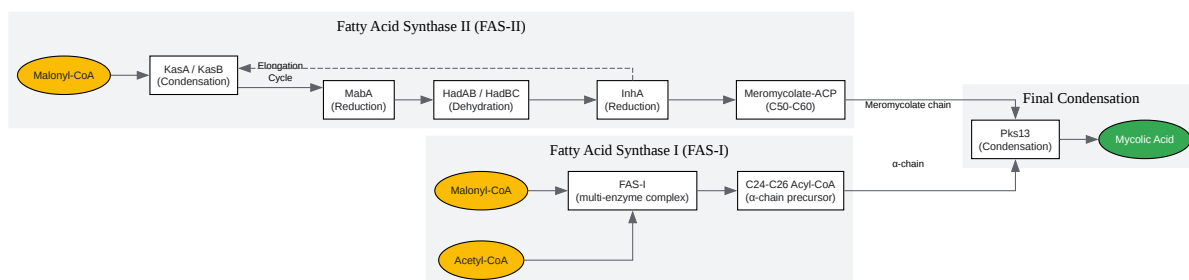 Fatty Acid Synthase II (FAS-II)
Malonyl-CoA
KasA / KasB
(Condensation)
Elongation
Cycle
MabA
(Reduction)
HadAB / HadBC
(Dehydration)
InhA
(Reduction)
Meromycolate-ACP
(C50-C60)
Meromycolate chain
Final Condensation
Pks13
(Condensation)
Mycolic Acid
Fatty Acid Synthase I (FAS-I)
Malonyl-CoA
FAS-I
(multi-enzyme complex)
C24-C26 Acyl-CoA
(α-chain precursor)
α-chain
Acetyl-CoA